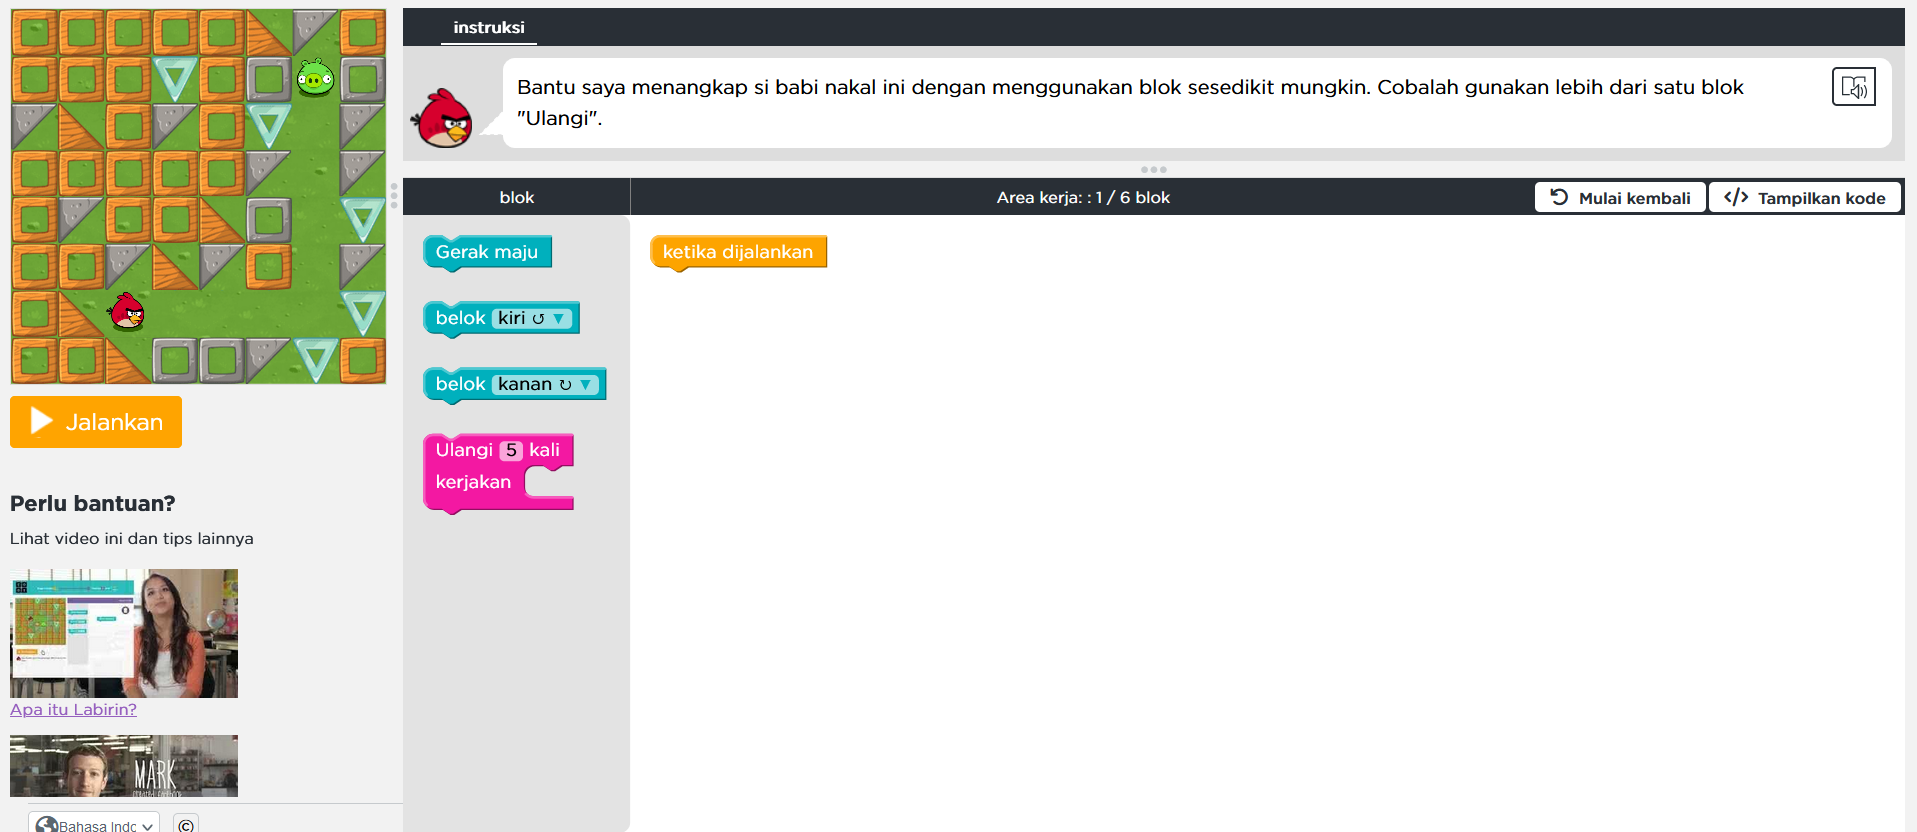 instruksi
Bantu saya menangkap si babi nakal ini dengan menggunakan blok sesedikit mungkin. Cobalah gunakan lebih dari satu blok
"Ulangi".
blok
Area kerja: : 1 / 6 blok
Mulai kembali
</> Tampilkan kode
Gerak maju
belok kiri ↺ ▼
belok kanan ↻ ▼
Ulangi 5 kali
kerjakan
ketika dijalankan
Jalankan
Perlu bantuan?
Lihat video ini dan tips lainnya
Apa itu Labirin?
MARK
Bahasa Indc
©